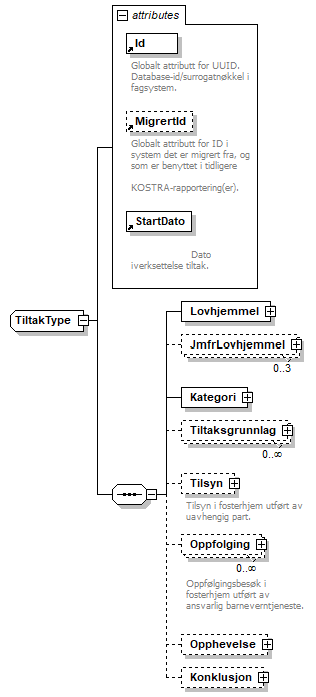 attributes
Id
Globalt attributt for UUID.
Database-id/surrogatnøkkel i
fagsystem.
MigrertId
Globalt attributt for ID i
system det er migrert fra, og
som er benyttet i tidligere
KOSTRA-rapportering(er).
StartDato
Dato
iverksettelse tiltak.
TiltakType
Lovhjemmel
JmfrLovhjemmel
0..3
Kategori
Tiltaksgrunnlag
0..∞
Tilsyn
Tilsyn i fosterhjem utført av
uavhengig part.
Oppfolging
0..∞
Oppfølgingsbesøk i
fosterhjem utført av
ansvarlig barneverntjeneste.
Opphevelse
Konklusjon